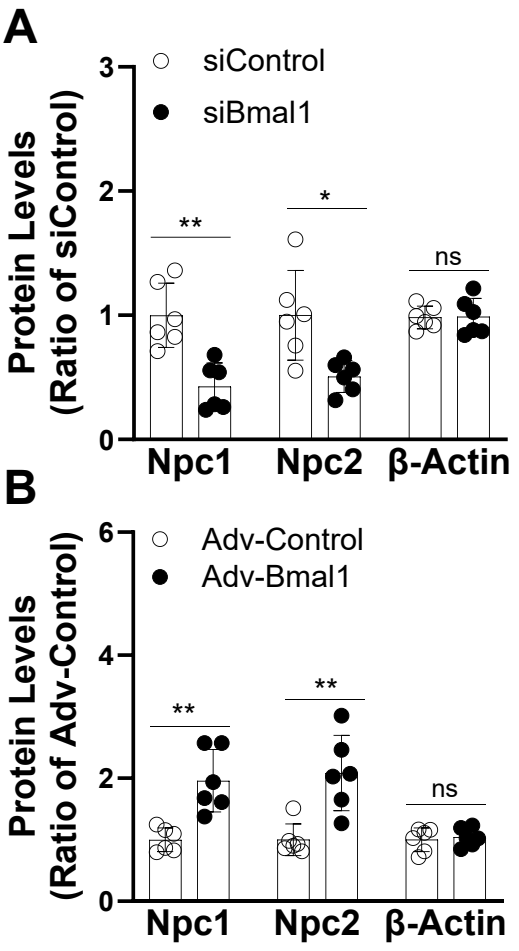 A
Protein Levels
(Ratio of siControl)
3
2
1
0
siControl
siBmal1
**
*
ns
Npc1 Npc2 β-Actin
B
Protein Levels
(Ratio of Adv-Control)
6
4
2
0
Adv-Control
Adv-Bmal1
**
**
ns
Npc1 Npc2 β-Actin